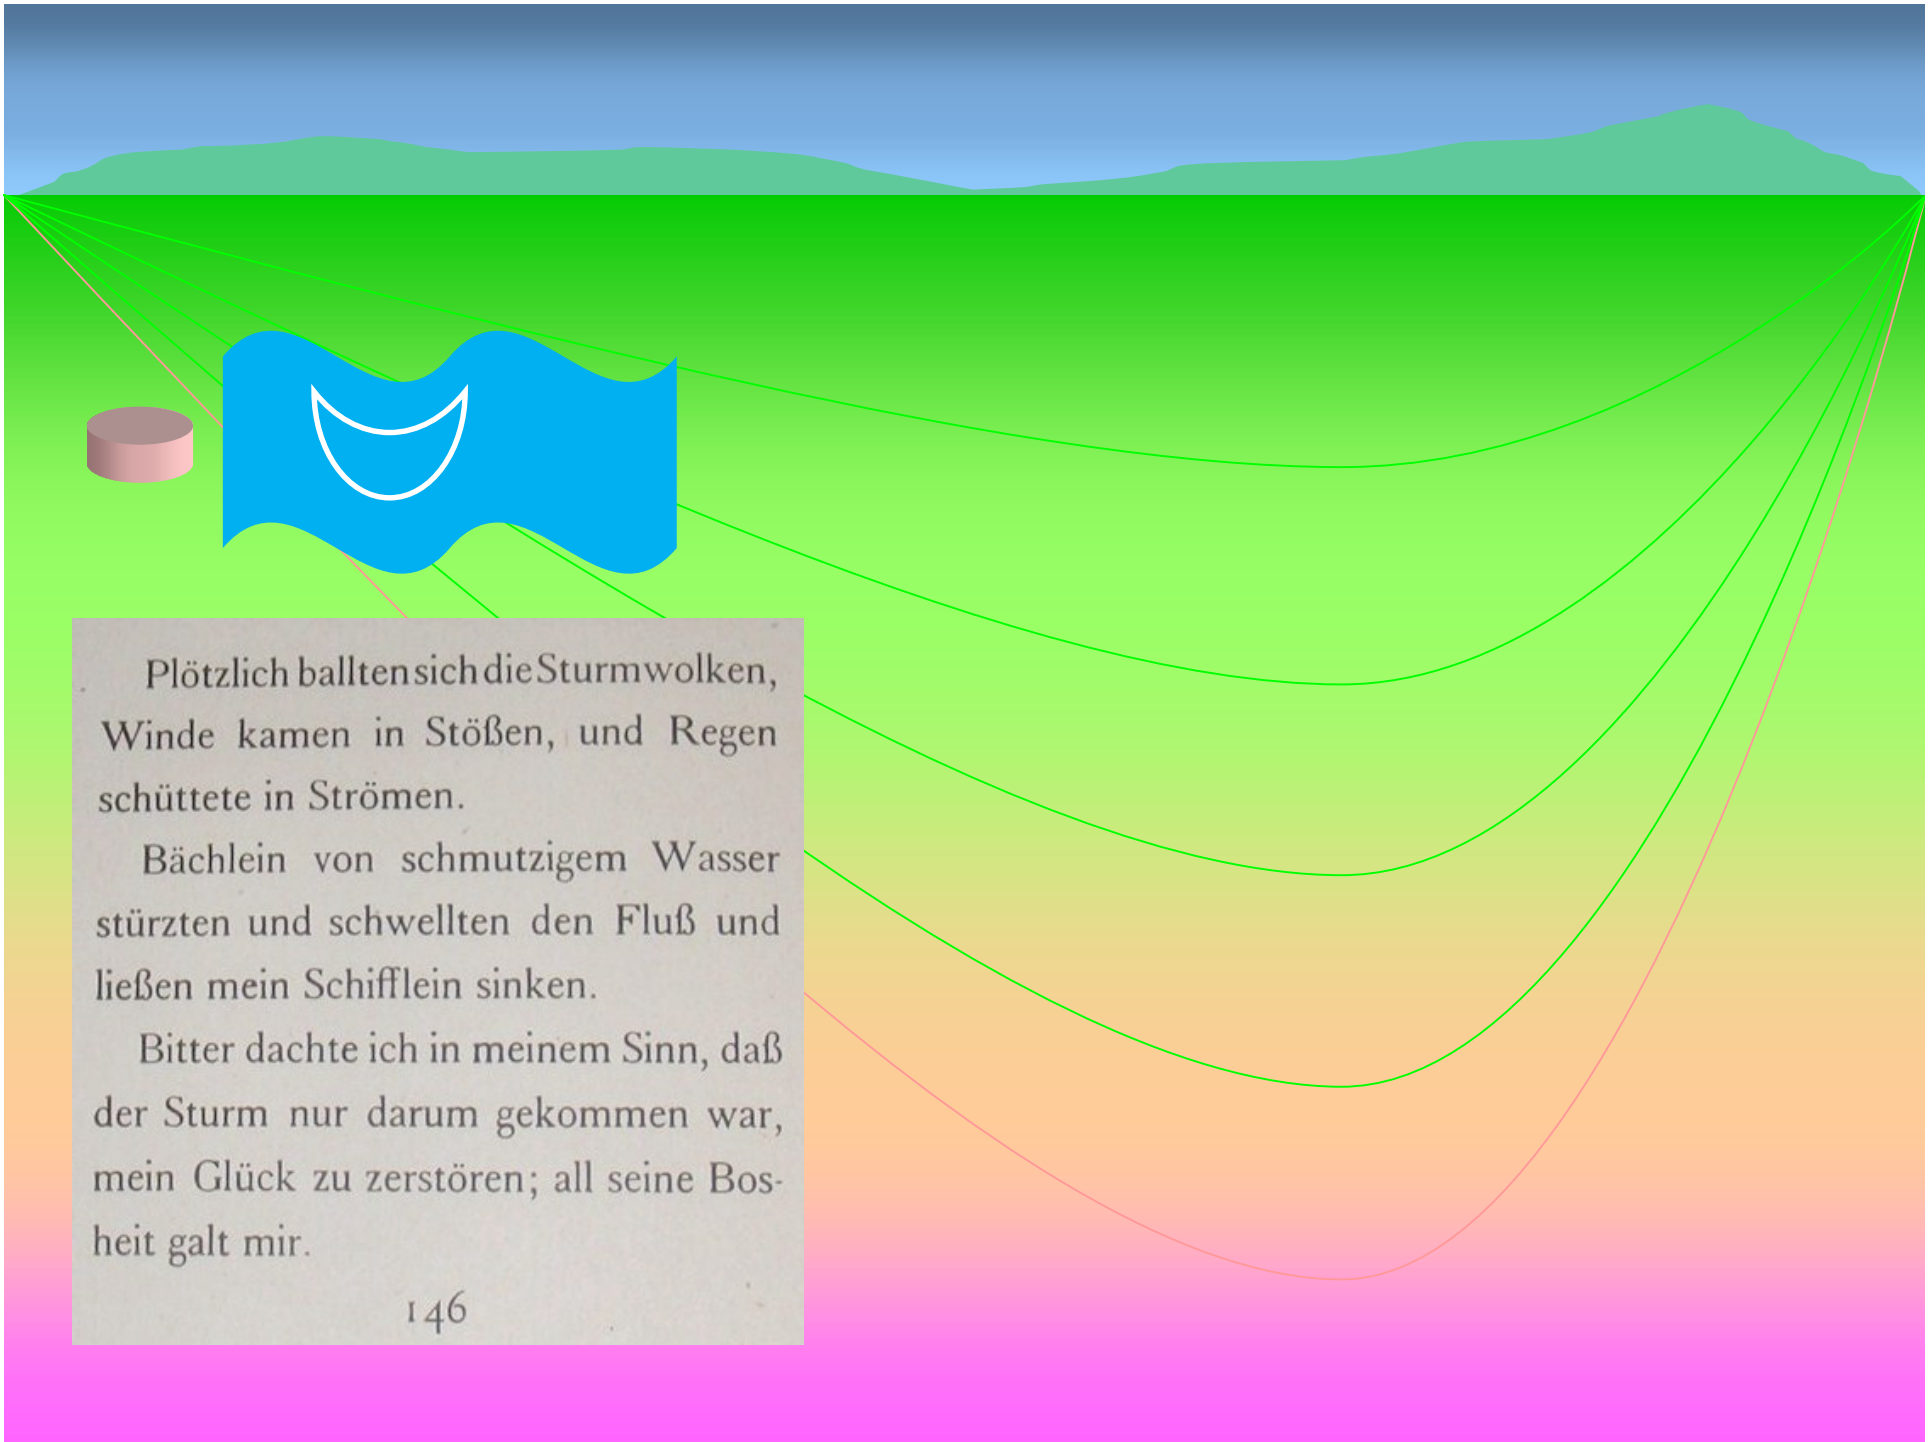 Plötzlich ballten sich die Sturmwolken,
Winde kamen in Stößen, und Regen
schüttete in Strömen.
Bächlein von schmutzigem Wasser
stürzten und schwellten den Fluß und
ließen mein Schifflein sinken.
Bitter dachte ich in meinem Sinn, daß
der Sturm nur darum gekommen war,
mein Glück zu zerstören; all seine Bos-
heit galt mir.
146